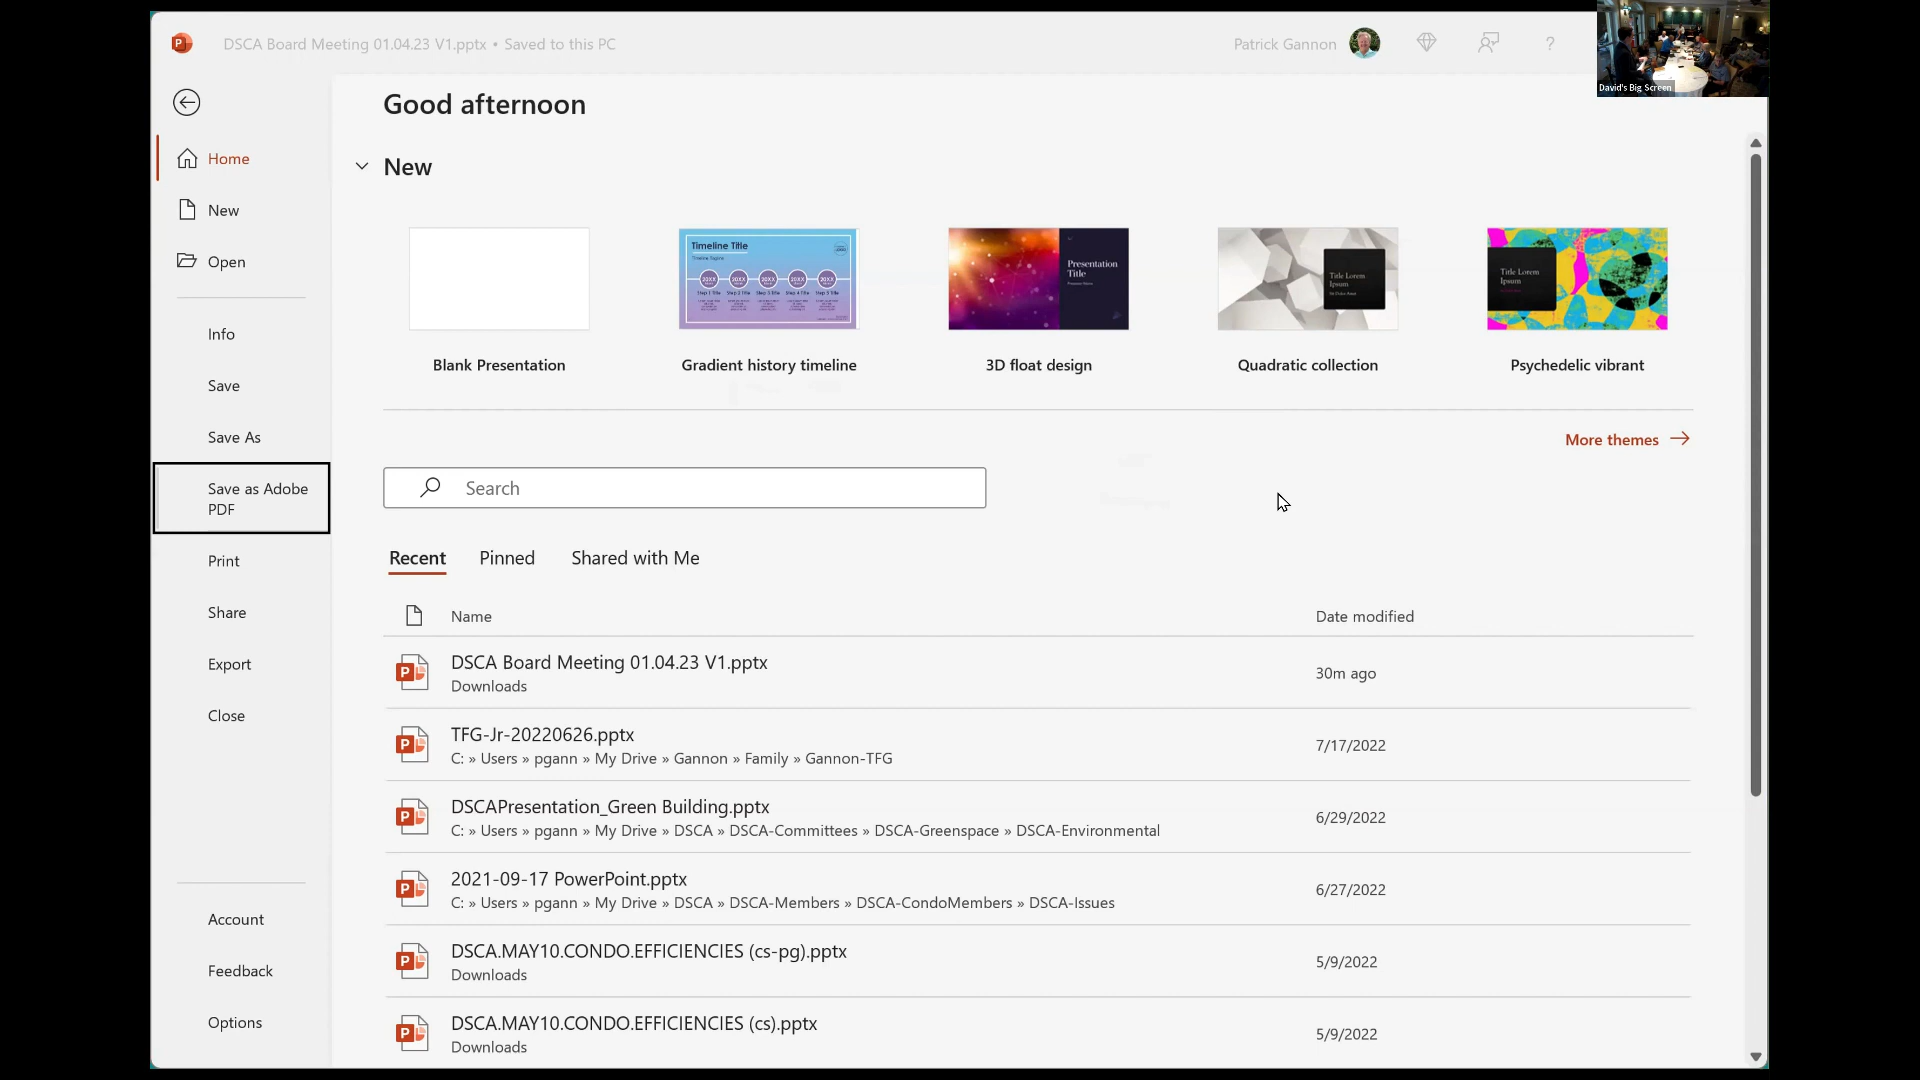 DSCA Board Meeting 01.04.23 V1.pptx • Saved to this PC
Patrick Gannon
?
David's Big Screen
Good afternoon
Home
New
New
Open
Timeline Title
Presentation
Title
Title Lorem
Ipsum
Title Lorem
Ipsum
Blank Presentation
Gradient history timeline
3D float design
Quadratic collection
Psychedelic vibrant
Info
Save
Save As
Save as Adobe
PDF
Print
Share
Export
Close
Account
Feedback
Options
More themes
Search
Recent
Pinned
Shared with Me
Name
Date modified
DSCA Board Meeting 01.04.23 V1.pptx
Downloads
30m ago
TFG-Jr-20220626.pptx
C: » Users » pgann » My Drive » Gannon » Family » Gannon-TFG
7/17/2022
DSCAPresentation_Green Building.pptx
C: » Users » pgann » My Drive » DSCA » DSCA-Committees » DSCA-Greenspace » DSCA-Environmental
6/29/2022
2021-09-17 PowerPoint.pptx
C: » Users » pgann » My Drive » DSCA » DSCA-Members » DSCA-CondoMembers » DSCA-Issues
6/27/2022
DSCA.MAY10.CONDO.EFFICIENCIES (cs-pg).pptx
Downloads
5/9/2022
DSCA.MAY10.CONDO.EFFICIENCIES (cs).pptx
Downloads
5/9/2022